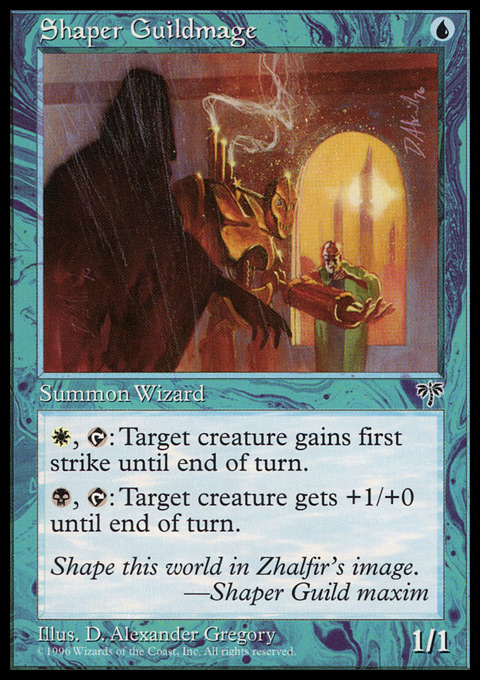 Shaper Guildmage
Summon Wizard
: Target creature gains first
strike until end of turn.
: Target creature gets +1/+0
until end of turn.
Shape this world in Zhalfir's image.
—Shaper Guild maxim
Illus. D. Alexander Gregory
©1996 Wizards of the Coast, Inc. All rights reserved.
1/1